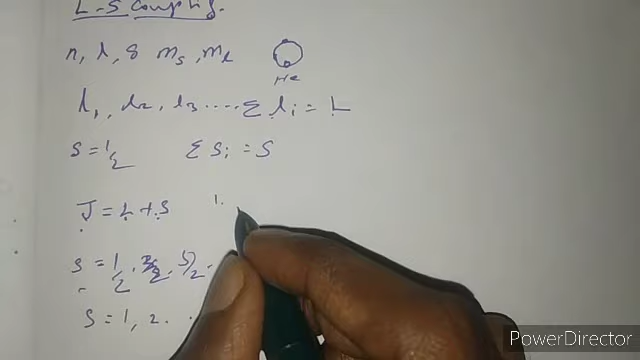 L-S Coupling.
n, l, s ms, ml
He
l1, l2, l3 .... Σ li = L
s = 1/2 Σ si = S
J = L + S 1.
s = 1/2, 3/2, 5/2.
S = 1, 2. .
PowerDirector